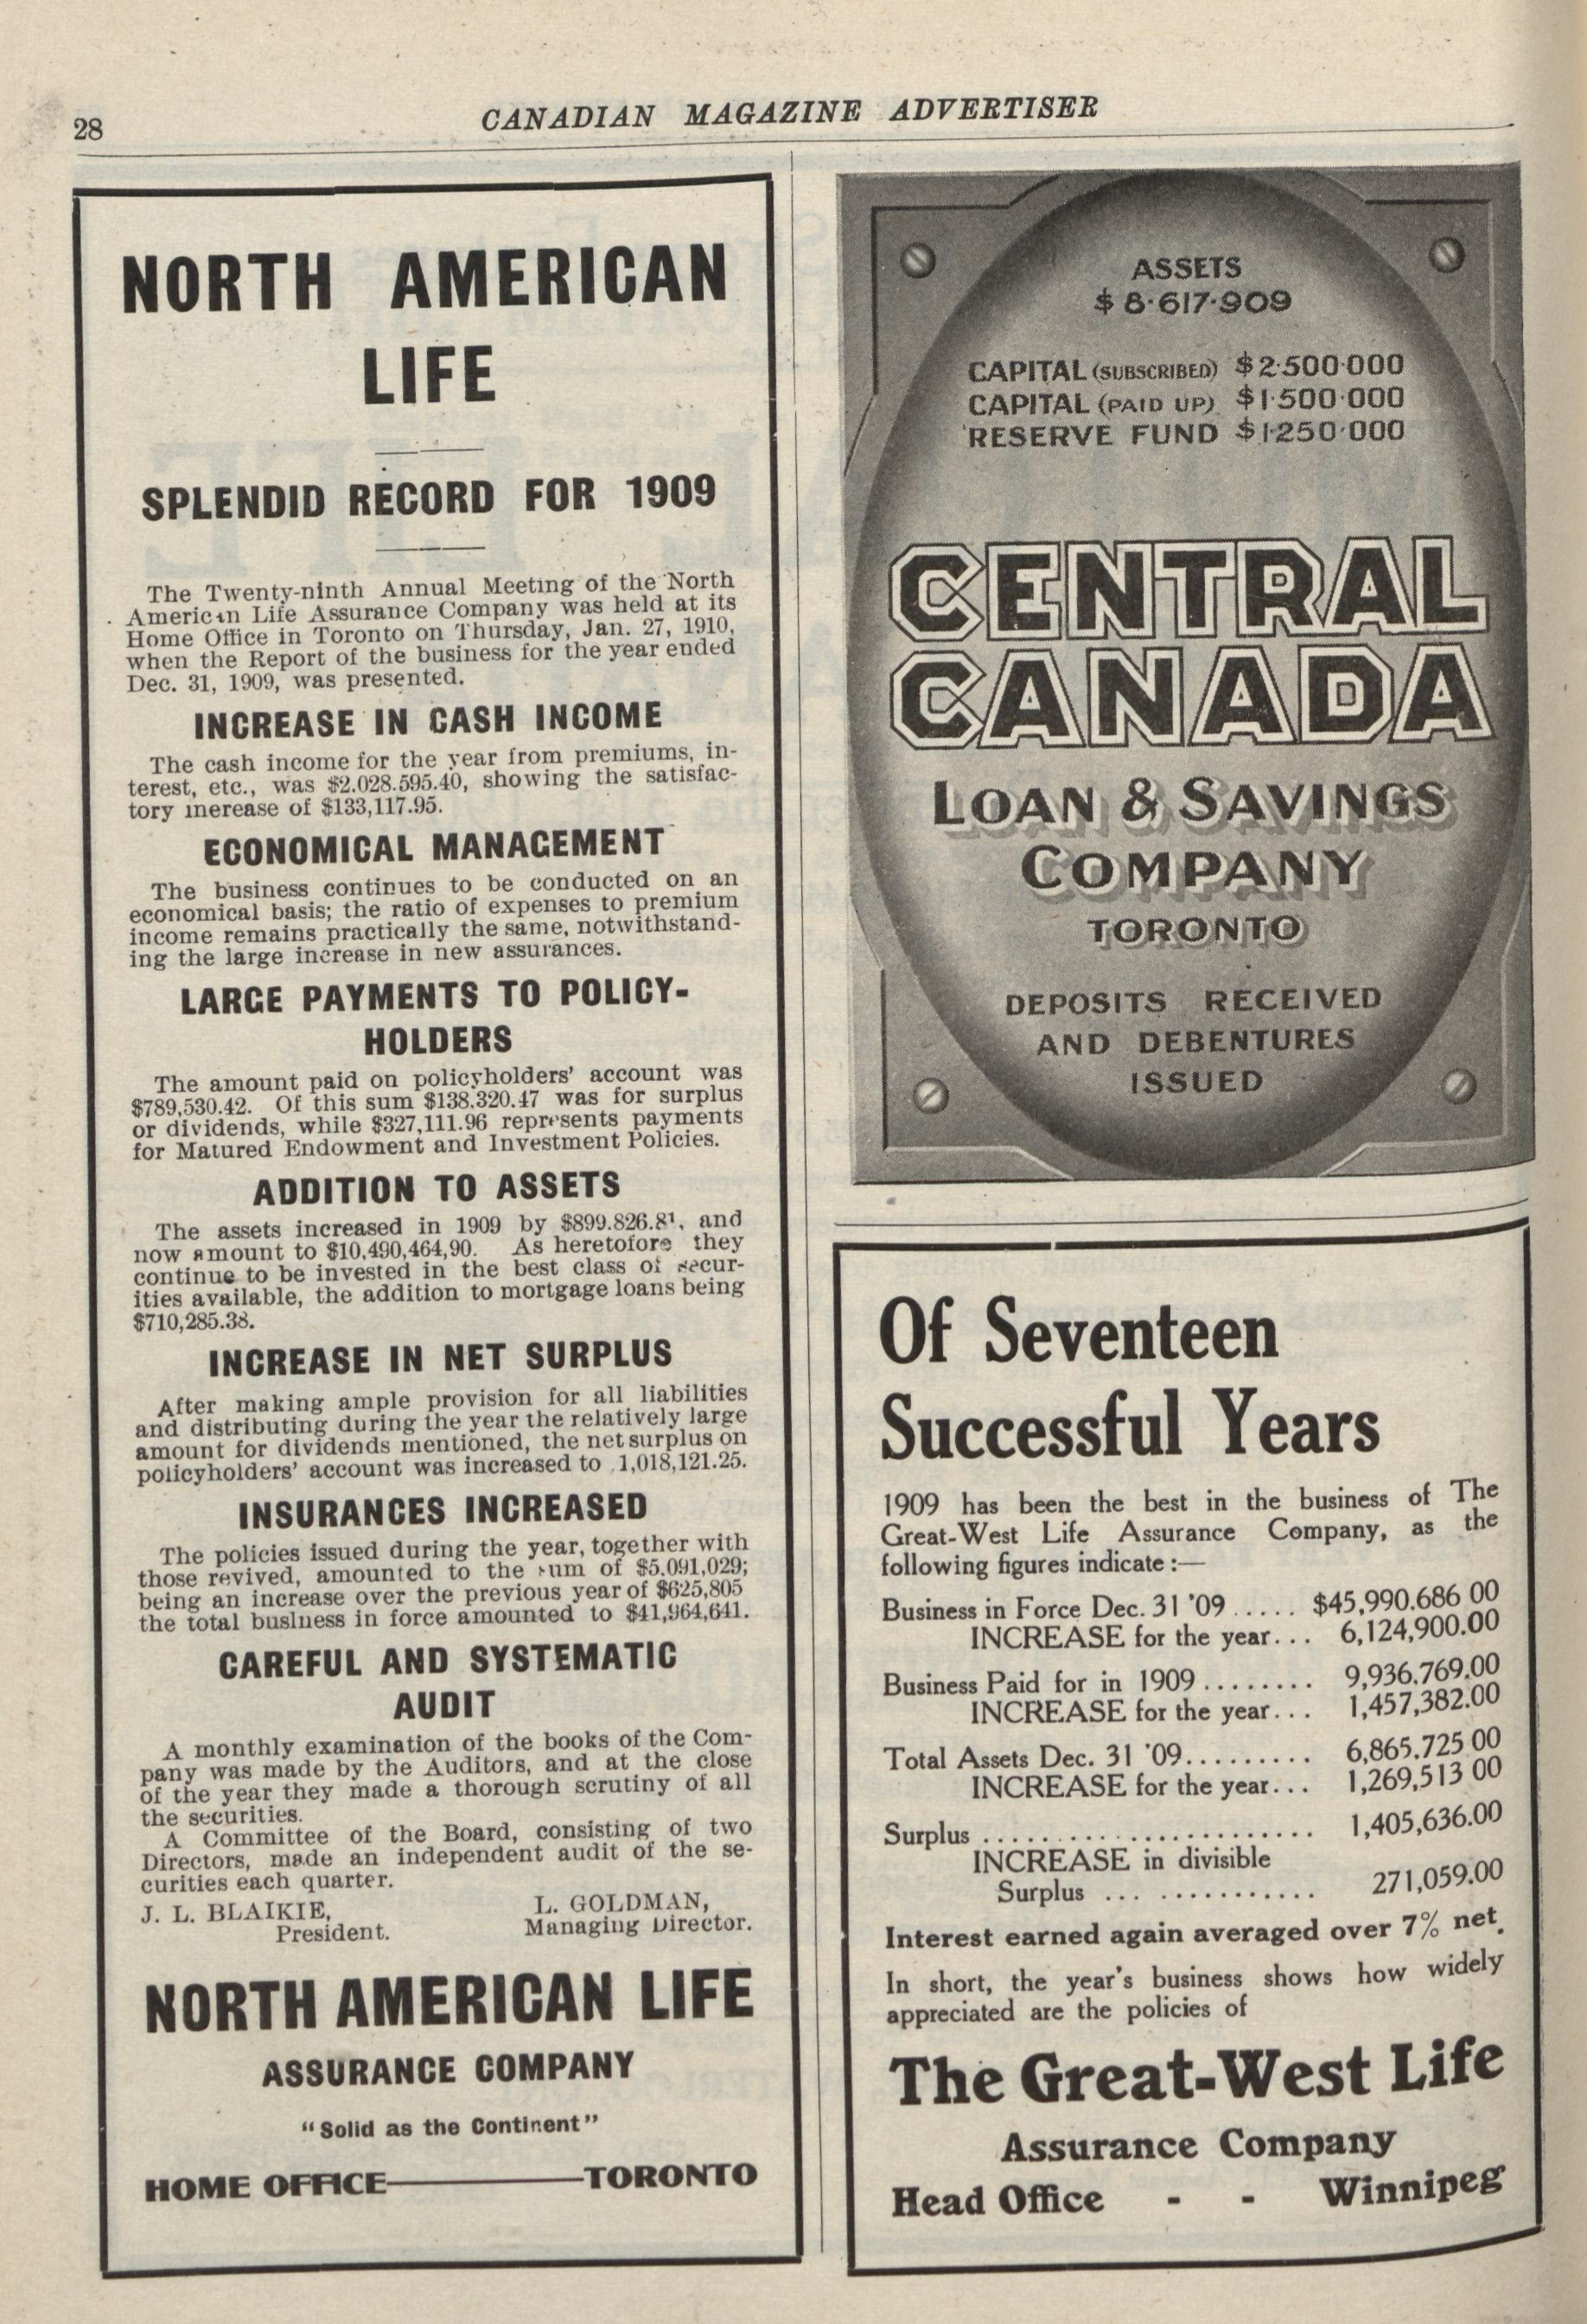 28
CANADIAN MAGAZINE ADVERTISER
NORTH AMERICAN
LIFE
SPLENDID RECORD FOR 1909
The Twenty-ninth Annual Meeting of the North
American Life Assurance Company was held at its
Home Office in Toronto on Thursday, Jan. 27, 1910,
when the Report of the business for the year ended
Dec. 31, 1909, was presented.
INCREASE IN CASH INCOME
The cash income for the year from premiums, in-
terest, etc., was $2.028.595.40, showing the satisfac-
tory inerease of $133,117.95.
ECONOMICAL MANAGEMENT
The business continues to be conducted on an
economical basis; the ratio of expenses to premium
income remains practically the same, notwithstand-
ing the large increase in new assurances.
LARGE PAYMENTS TO POLICY-
HOLDERS
The amount paid on policyholders' account was
$789,530.42. Of this sum $138.320.47 was for surplus
or dividends, while $327,111.96 represents payments
for Matured Endowment and Investment Policies.
ADDITION TO ASSETS
The assets increased in 1909 by $899.826.81, and
now amount to $10,490,464,90. As heretofore they
continue to be invested in the best class of secur-
ities available, the addition to mortgage loans being
$710,285.38.
INCREASE IN NET SURPLUS
After making ample provision for all liabilities
and distributing during the year the relatively large
amount for dividends mentioned, the net surplus on
policyholders' account was increased to 1,018,121.25.
INSURANCES INCREASED
The policies issued during the year, together with
those revived, amounted to the sum of $5.091,029;
being an increase over the previous year of $625,805
the total business in force amounted to $41,964,641.
CAREFUL AND SYSTEMATIC
AUDIT
A monthly examination of the books of the Com-
pany was made by the Auditors, and at the close
of the year they made a thorough scrutiny of all
the securities.
A Committee of the Board, consisting of two
Directors, made an independent audit of the se-
curities each quarter.
J. L. BLAIKIE,
President.
L. GOLDMAN,
Managing Director.
NORTH AMERICAN LIFE
ASSURANCE COMPANY
"Solid as the Continent"
HOME OFFICE——TORONTO
ASSETS
$ 8·617·909
CAPITAL (SUBSCRIBED) $2·500·000
CAPITAL (PAID UP) $1·500·000
RESERVE FUND $1·250·000
CENTRAL
CANADA
LOAN & SAVINGS
COMPANY
TORONTO
DEPOSITS RECEIVED
AND DEBENTURES
ISSUED
Of Seventeen
Successful Years
1909 has been the best in the business of The
Great-West Life Assurance Company, as the
following figures indicate:—
Business in Force Dec. 31 '09 ..... $45,990.686 00
INCREASE for the year... 6,124,900.00
Business Paid for in 1909 ........ 9,936,769.00
INCREASE for the year... 1,457,382.00
Total Assets Dec. 31 '09......... 6,865,725 00
INCREASE for the year... 1,269,513 00
Surplus ....................... 1,405,636.00
INCREASE in divisible
Surplus ... ........... 271,059.00
Interest earned again averaged over 7% net.
In short, the year's business shows how widely
appreciated are the policies of
The Great-West Life
Assurance Company
Head Office - - Winnipeg